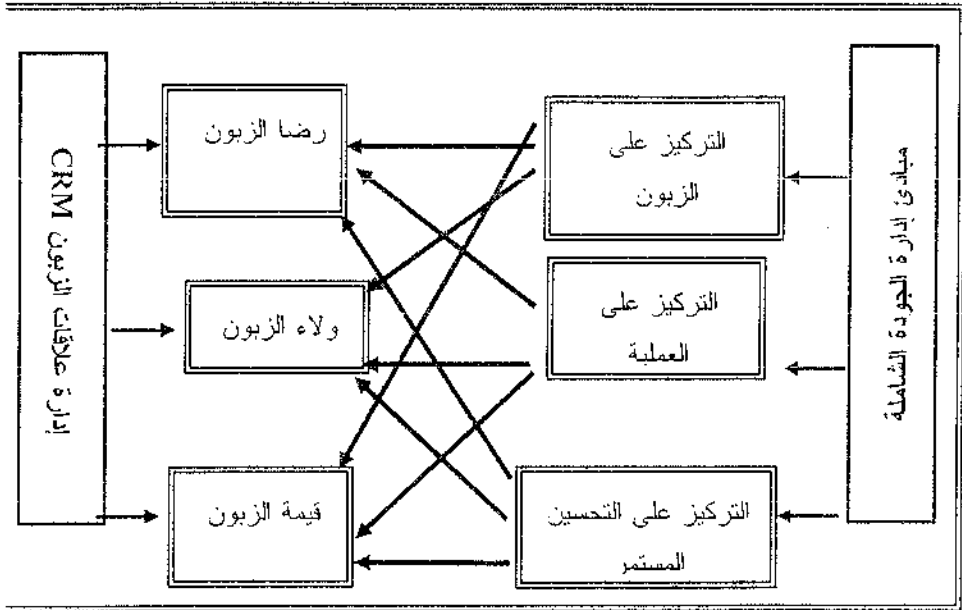 مبادئ إدارة الجودة الشاملة
التركيز على
الزبون
التركيز على
العملية
التركيز على التحسين
المستمر
رضا الزبون
ولاء الزبون
قيمة الزبون
إدارة علاقات الزبون CRM